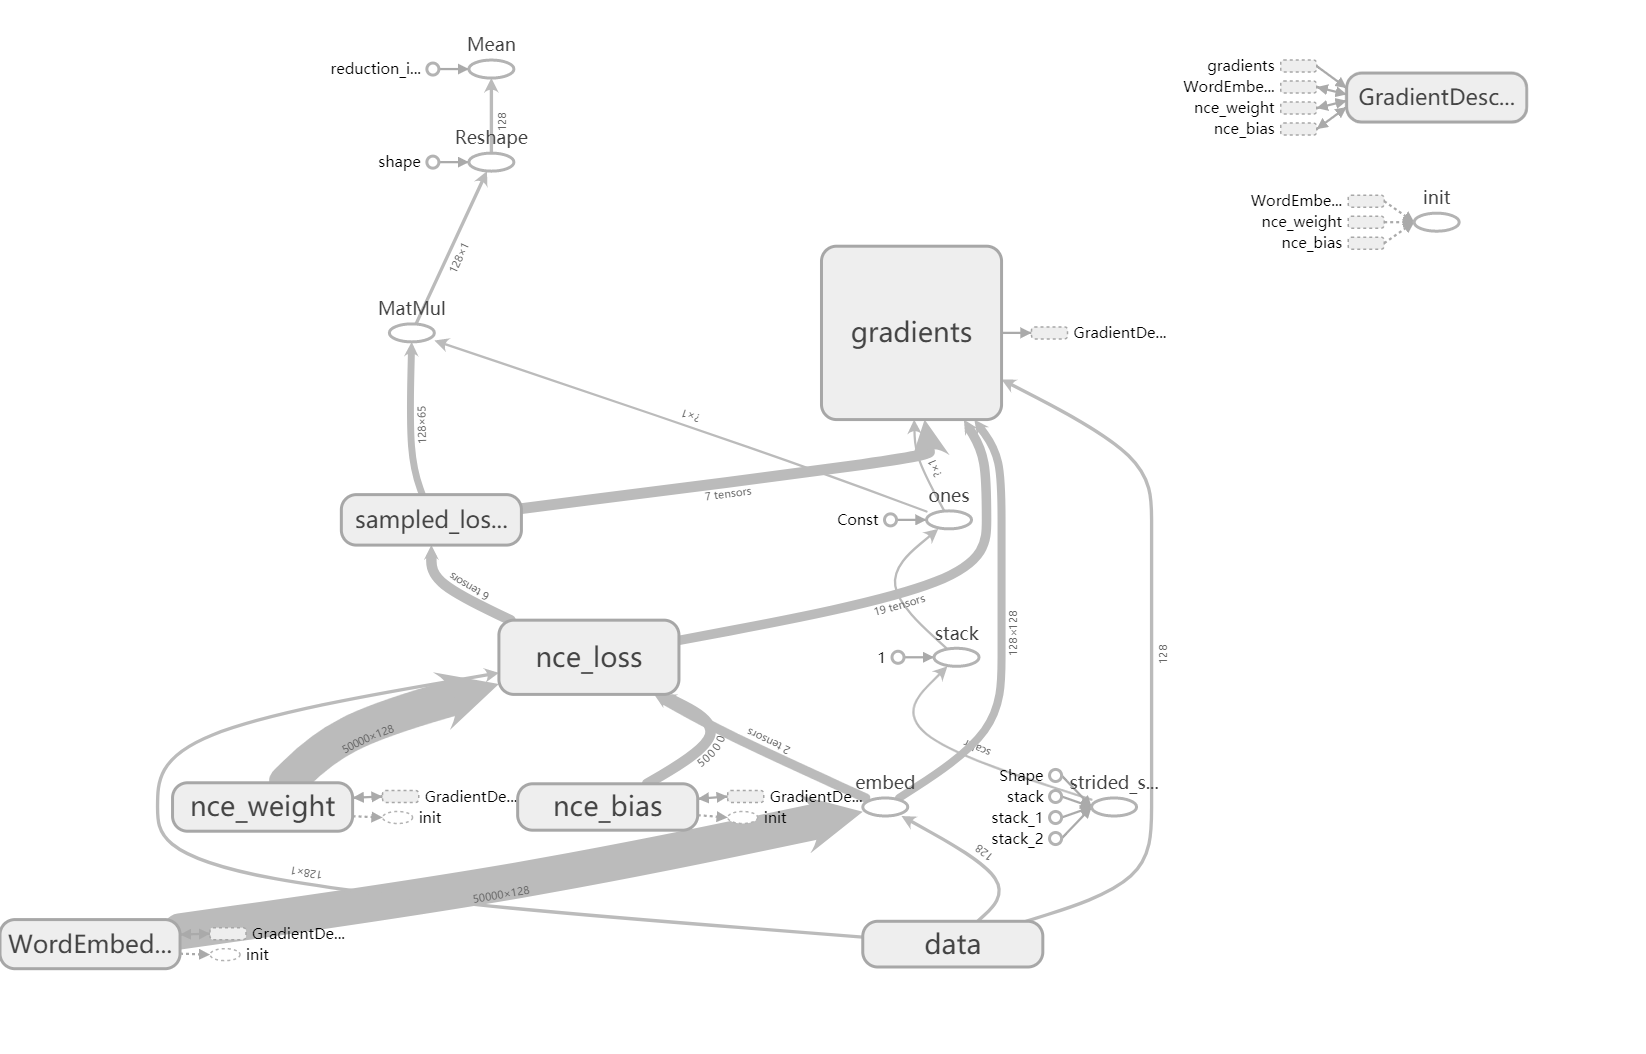 Mean
reduction_i...
128
Reshape
shape
128×1
MatMul
gradients
WordEmbe...
nce_weight
nce_bias
GradientDesc...
init
WordEmbe...
nce_weight
nce_bias
gradients
GradientDe...
?×1
128×65
?×1
7 tensors
sampled_los...
ones
Const
6 tensors
19 tensors
128×128
stack
1
nce_loss
128
50000×128
50000
2 tensors
scalar
embed
Shape
strided_s...
stack
stack_1
stack_2
nce_weight
GradientDe...
init
nce_bias
GradientDe...
init
128
128×1
50000×128
WordEmbed...
GradientDe...
init
data